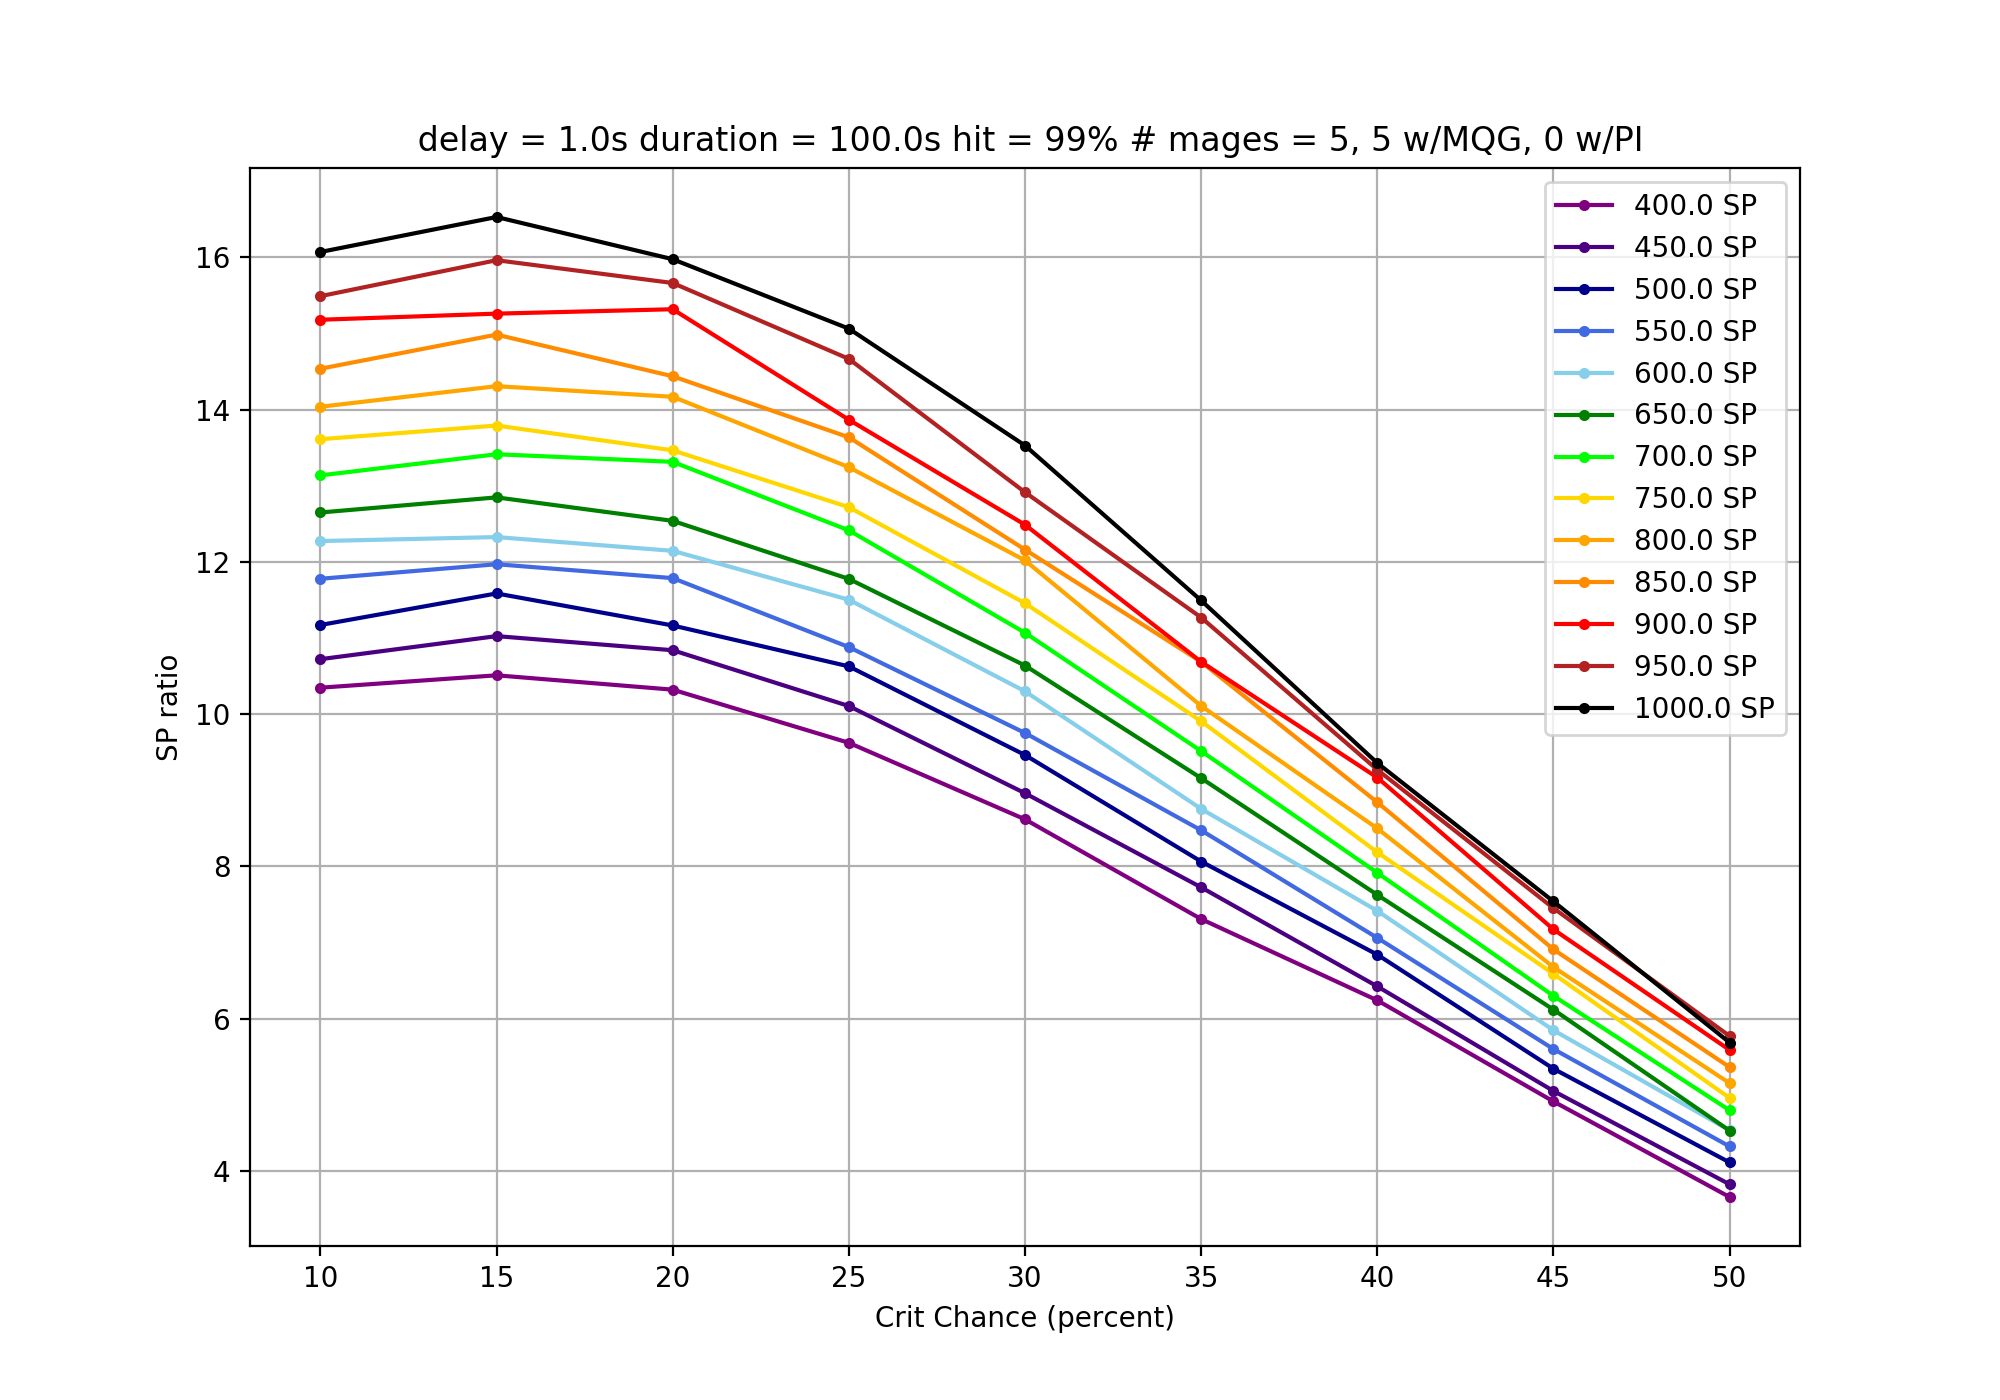 delay = 1.0s duration = 100.0s hit = 99% # mages = 5, 5 w/MQG, 0 w/PI
SP ratio
16
14
12
10
8
6
4
400.0 SP
450.0 SP
500.0 SP
550.0 SP
600.0 SP
650.0 SP
700.0 SP
750.0 SP
800.0 SP
850.0 SP
900.0 SP
950.0 SP
1000.0 SP
10 15 20 25 30 35 40 45 50
Crit Chance (percent)